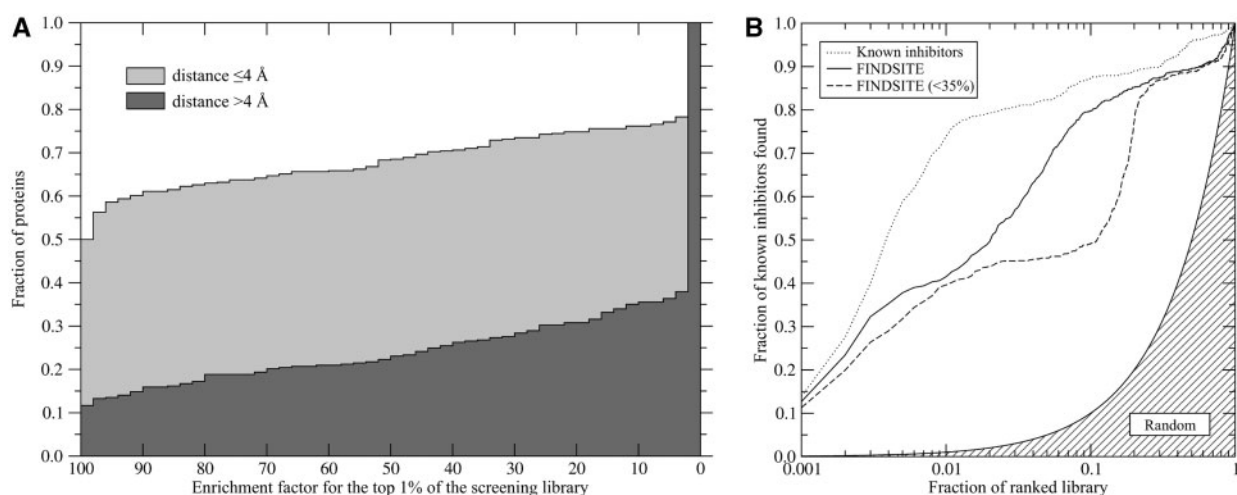 A
1.0
0.9
0.8
0.7
0.6
0.5
0.4
0.3
0.2
0.1
0.0
Fraction of proteins
distance ≤4 Å
distance >4 Å
100 90 80 70 60 50 40 30 20 10 0
Enrichment factor for the top 1% of the screening library
B
1.0
0.9
0.8
0.7
0.6
0.5
0.4
0.3
0.2
0.1
0.0
Fraction of known inhibitors found
Known inhibitors
FINDSITE
FINDSITE (<35%)
Random
0.001 0.01 0.1 1
Fraction of ranked library